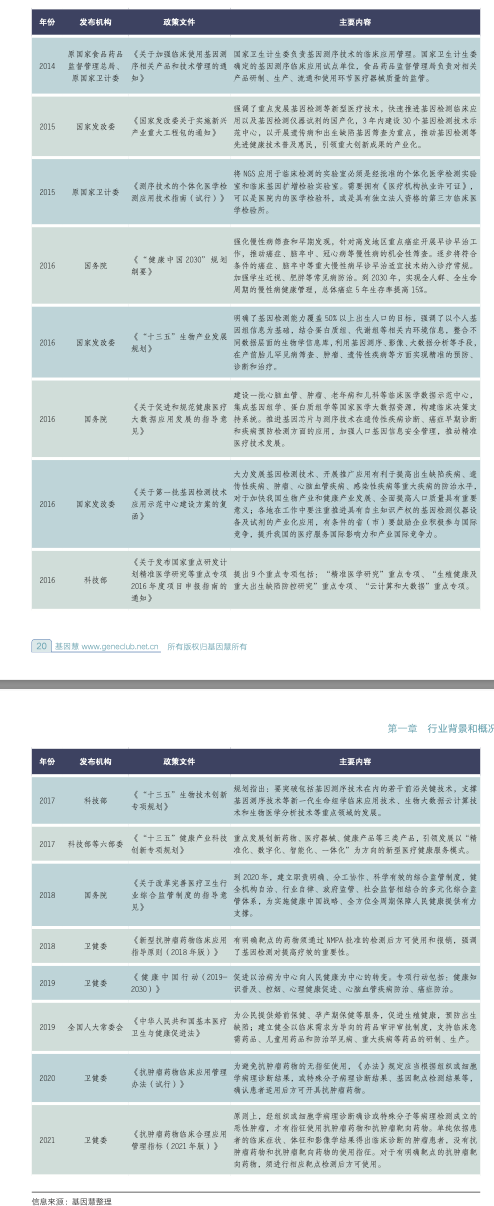 年份 发布机构 政策文件 主要内容
2014
原国家食品药品
监督管理总局、
原国家卫计委
《关于加强临床使用基因测
序相关产品和技术管理的通
知》
国家卫生计生委负责基因测序技术的临床应用管理。国家卫生计生委
确定的基因测序临床应用试点单位，食品药品监督管理局负责对相关
产品研制、生产、流通和使用环节医疗器械质量的监管。
2015
国家发改委
《国家发改委关于实施新兴
产业重大工程包的通知》
强调了重点发展基因检测等新型医疗技术，快速推进基因检测临床应
用以及基因检测仪器试剂的国产化，3 年内建设 30 个基因检测技术示
范中心，以开展遗传病和出生缺陷基因筛查为重点，推动基因检测等
先进健康技术普及惠民，引领重大创新成果的产业化。
2015
原国家卫计委
《测序技术的个体化医学检
测应用技术指南（试行）》
将 NGS 应用于临床检测的实验室必须是经批准的个体化医学检测实验
室和临床基因扩增检验实验室。需要拥有《医疗机构执业许可证》，
可以是医院内的医学检验科，或是具有独立法人资格的第三方临床医
学检验所。
2016
国务院
《“健康中国 2030”规划
纲要》
强化慢性病筛查和早期发现，针对高发地区重点癌症开展早诊早治工
作，推动癌症、脑卒中、冠心病等慢性病的机会性筛查。逐步将符合
条件的癌症、脑卒中等重大慢性病早诊早治适宜技术纳入诊疗常规。
加强学生近视、肥胖等常见病防治。到 2030 年，实现全人群、全生命
周期的慢性病健康管理，总体癌症 5 年生存率提高 15%。
2016
国家发改委
《“十三五”生物产业发展
规划》
明确了基因检测能力覆盖 50% 以上出生人口的目标，强调了以个人基
因组信息为基础，结合蛋白质组、代谢组等相关内环境信息，整合不
同数据层面的生物学信息库，利用基因测序、影像、大数据分析等手段，
在产前胎儿罕见病筛查、肿瘤、遗传性疾病等方面实现精准的预防、
诊断和治疗。
2016
国务院
《关于促进和规范健康医疗
大数据应用发展的指导意
见》
建设一批心脑血管、肿瘤、老年病和儿科等临床医学数据示范中心，
集成基因组学、蛋白质组学等国家医学大数据资源，构建临床决策支
持系统。推进基因芯片与测序技术在遗传性疾病诊断、癌症早期诊断
和疾病预防检测方面的应用，加强人口基因信息安全管理，推动精准
医疗技术发展。
2016
国家发改委
《关于第一批基因检测技术
应用示范中心建设方案的复
函》
大力发展基因检测技术、开展推广应用有利于提高出生缺陷疾病、遗
传性疾病、肿瘤、心脑血管疾病、感染性疾病等重大疾病的防治水平，
对于加快我国生物产业和健康产业发展、全面提高人口质量具有重要
意义；各地在工作中要注重推进具有自主知识产权的基因检测仪器设
备及试剂的产业化应用，有条件的省（市）要鼓励企业积极参与国际
竞争，提升我国的医疗服务国际影响力和产业国际竞争力。
2016
科技部
《关于发布国家重点研发计
划精准医学研究等重点专项
2016 年度项目申报指南的
通知》
提出 9 个重点专项包括：“精准医学研究”重点专项、“生殖健康及
重大出生缺陷防控研究”重点专项、“云计算和大数据”重点专项。
20 基因慧 www.geneclub.net.cn 所有版权归基因慧所有
第一章 行业背景和概况
年份 发布机构 政策文件 主要内容
2017
科技部
《“十三五”生物技术创新
专项规划》
规划指出：要突破包括基因测序技术在内的若干前沿关键技术，支撑
基因测序技术等新一代生命组学临床应用技术、生物大数据云计算技术
和生物医学分析技术等重点领域的发展。
2017
科技部等六部委
《“十三五”健康产业科技
创新专项规划》
重点发展创新药物、医疗器械、健康产品等三类产品，引领发展以“精
准化、数字化、智能化、一体化”为方向的新型医疗健康服务模式。
2018
国务院
《关于改革完善医疗卫生行
业综合监管制度的指导意
见》
到 2020 年，建立职责明确、分工协作、科学有效的综合监管制度，健
全机构自治、行业自律、政府监管、社会监督相结合的多元化综合监
管体系，为实施健康中国战略、全方位全周期保障人民健康提供有力
支撑。
2018
卫健委
《新型抗肿瘤药物临床应用
指导原则（2018 年版）》
有明确靶点的药物须通过 NMPA 批准的检测后方可使用和报销，强调
了基因检测对提高疗效的重要性。
2019
卫健委
《健康中国行动（2019—
2030）》
促进以治病为中心向人民健康为中心的转变。专项行动包括：健康知
识普及、控烟、心理健康促进、心脑血管疾病防治、癌症防治。
2019
全国人大常委会
《中华人民共和国基本医疗
卫生与健康促进法》
为公民提供婚前保健、孕产期保健等服务，促进生殖健康，预防出生
缺陷；建立健全以临床需求为导向的药品审评审批制度，支持临床急
需药品、儿童用药品和防治罕见病、重大疾病等药品的研制、生产。
2020
卫健委
《抗肿瘤药物临床应用管理
办法（试行）》
为避免抗肿瘤药物的无指征使用，《办法》规定应当根据组织或细胞
学病理诊断结果、或特殊分子病理诊断结果、基因靶点检测结果等，
确认患者适用后方可开具抗肿瘤药物。
2021
卫健委
《抗肿瘤药物临床合理应用
管理指标（2021 年版）》
原则上，经组织或细胞学病理诊断确诊或特殊分子等病理检测成立的
恶性肿瘤，才有指征使用抗肿瘤药物和抗肿瘤靶向药物。单纯依据患
者的临床症状、体征和影像学结果得出临床诊断的肿瘤患者，没有抗
肿瘤药物和抗肿瘤靶向药物的使用指征。对于有明确靶点的抗肿瘤靶
向药物，须进行相应靶点检测后方可使用。
信息来源：基因慧整理